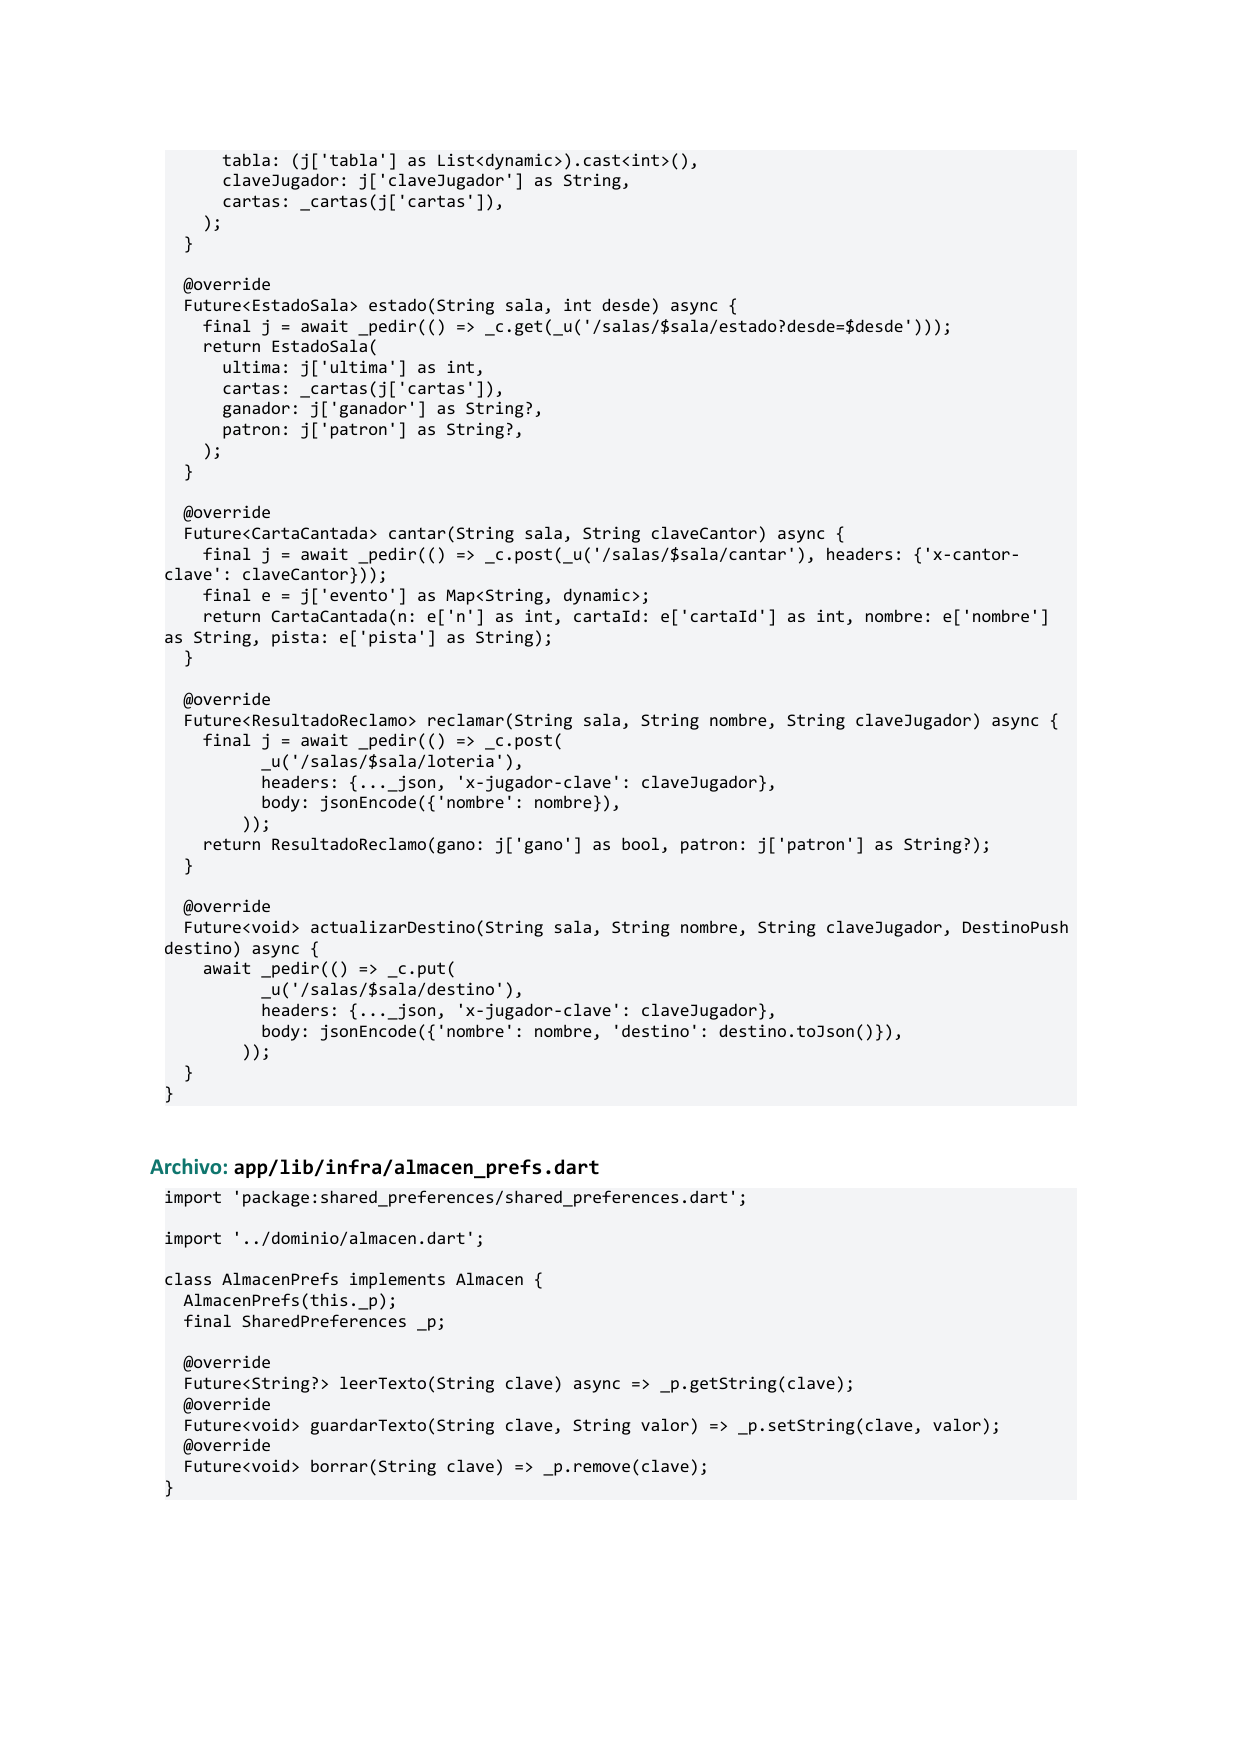 tabla: (j['tabla'] as List<dynamic>).cast<int>(),
      claveJugador: j['claveJugador'] as String,
      cartas: _cartas(j['cartas']),
    );
  }

  @override
  Future<EstadoSala> estado(String sala, int desde) async {
    final j = await _pedir(() => _c.get(_u('/salas/$sala/estado?desde=$desde')));
    return EstadoSala(
      ultima: j['ultima'] as int,
      cartas: _cartas(j['cartas']),
      ganador: j['ganador'] as String?,
      patron: j['patron'] as String?,
    );
  }

  @override
  Future<CartaCantada> cantar(String sala, String claveCantor) async {
    final j = await _pedir(() => _c.post(_u('/salas/$sala/cantar'), headers: {'x-cantor-
clave': claveCantor}));
    final e = j['evento'] as Map<String, dynamic>;
    return CartaCantada(n: e['n'] as int, cartaId: e['cartaId'] as int, nombre: e['nombre']
as String, pista: e['pista'] as String);
  }

  @override
  Future<ResultadoReclamo> reclamar(String sala, String nombre, String claveJugador) async {
    final j = await _pedir(() => _c.post(
          _u('/salas/$sala/loteria'),
          headers: {..._json, 'x-jugador-clave': claveJugador},
          body: jsonEncode({'nombre': nombre}),
        ));
    return ResultadoReclamo(gano: j['gano'] as bool, patron: j['patron'] as String?);
  }

  @override
  Future<void> actualizarDestino(String sala, String nombre, String claveJugador, DestinoPush
destino) async {
    await _pedir(() => _c.put(
          _u('/salas/$sala/destino'),
          headers: {..._json, 'x-jugador-clave': claveJugador},
          body: jsonEncode({'nombre': nombre, 'destino': destino.toJson()}),
        ));
  }
}

Archivo: app/lib/infra/almacen_prefs.dart
import 'package:shared_preferences/shared_preferences.dart';

import '../dominio/almacen.dart';

class AlmacenPrefs implements Almacen {
  AlmacenPrefs(this._p);
  final SharedPreferences _p;

  @override
  Future<String?> leerTexto(String clave) async => _p.getString(clave);
  @override
  Future<void> guardarTexto(String clave, String valor) => _p.setString(clave, valor);
  @override
  Future<void> borrar(String clave) => _p.remove(clave);
}